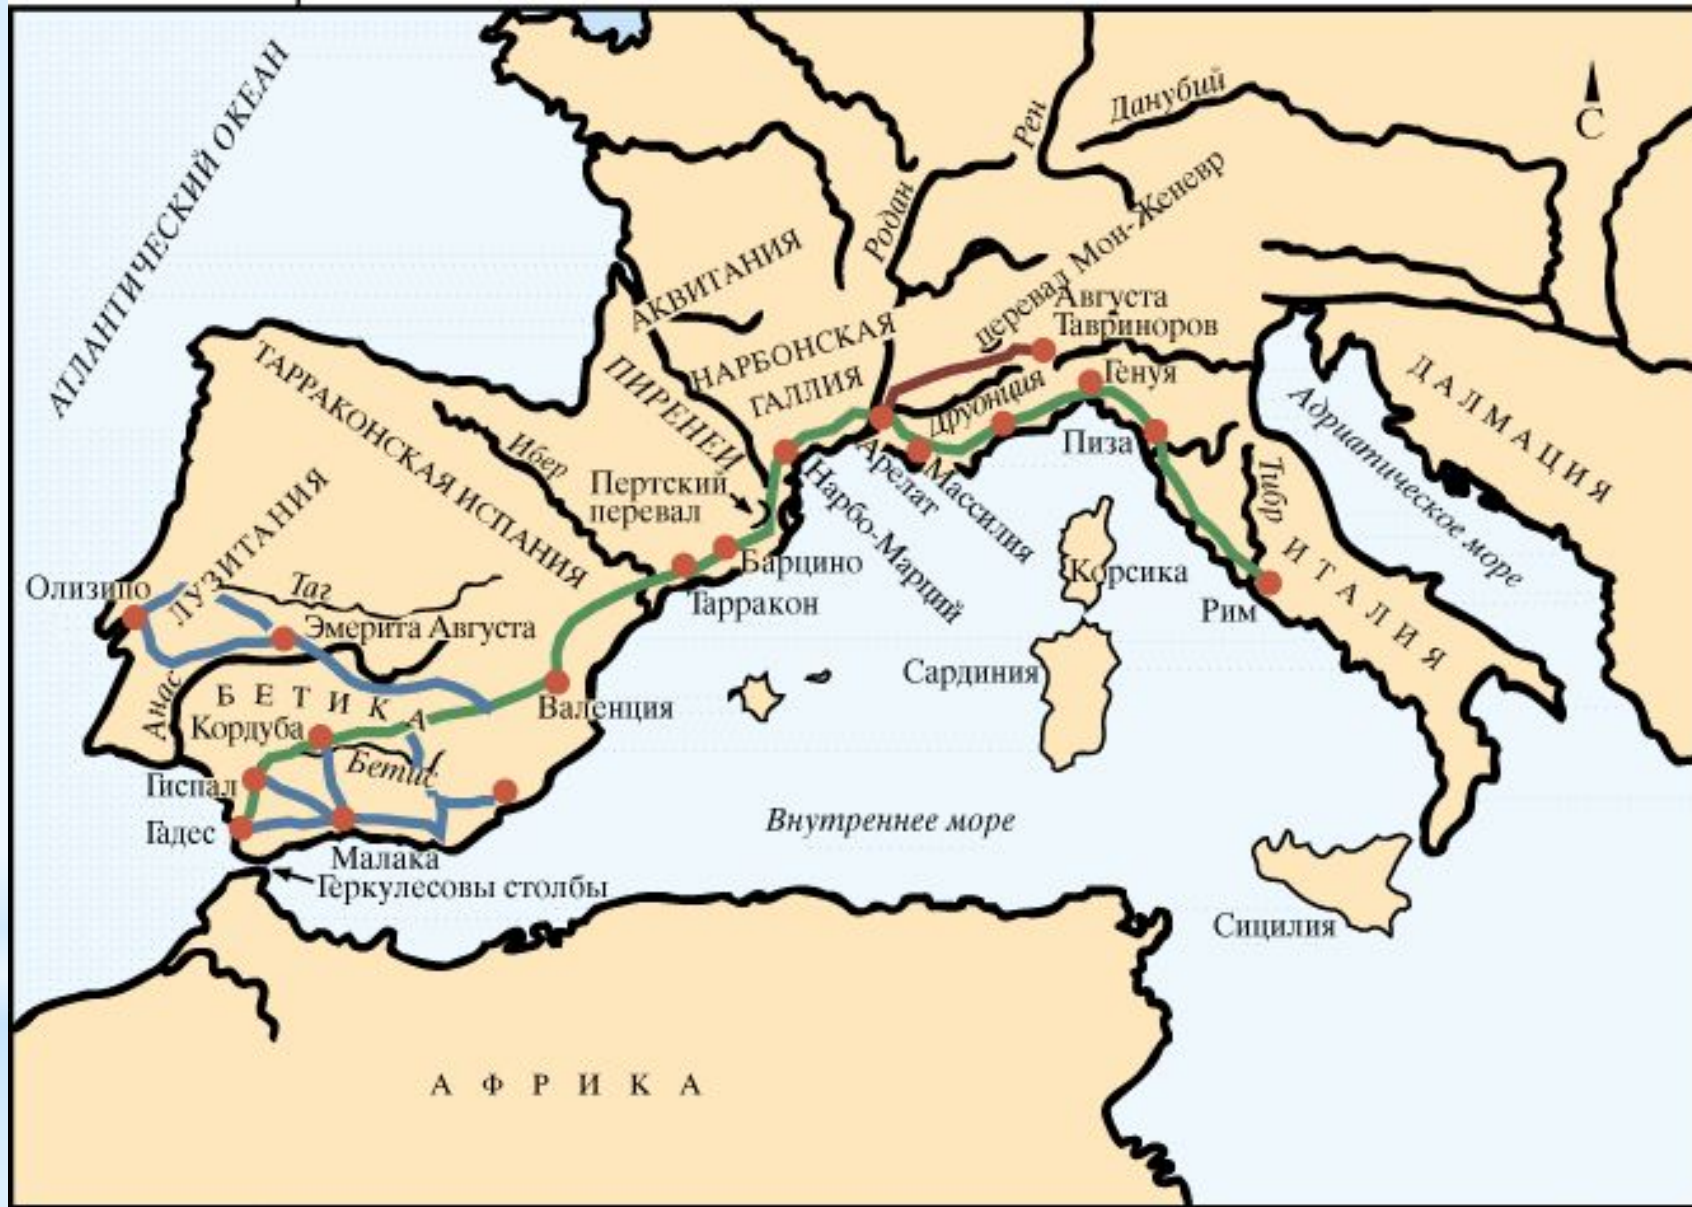 АТЛАНТИЧЕСКИЙ ОКЕАН
Данубий
Рен
С
Родан
перевал Мон-Женевр
АКВИТАНИЯ
Августа
Тавриноров
НАРБОНСКАЯ
ГАЛЛИЯ
ТАРРАКОНСКАЯ ИСПАНИЯ
ПИРЕНЕИ
Друонция
Генуя
ДАЛМАЦИЯ
Адриатическое море
Ибер
Пиза
Арелат
Массилия
Нарбо-Марций
Тибр
Пертский
перевал
ЛУЗИТАНИЯ
Барцино
Корсика
ИТАЛИЯ
Олизипо
Таг
Тарракон
Рим
Эмерита Августа
Сардиния
Анас
БЕТИКА
Валенция
Кордуба
Бетис
Гиспал
Гадес
Внутреннее море
Малака
Геркулесовы столбы
Сицилия
АФРИКА